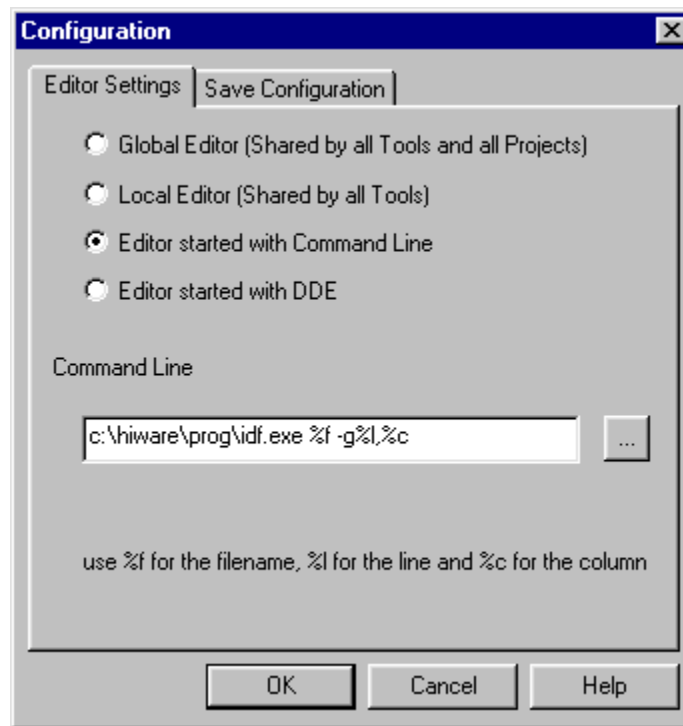 Configuration
Editor Settings
Save Configuration
Global Editor (Shared by all Tools and all Projects)
Local Editor (Shared by all Tools)
Editor started with Command Line
Editor started with DDE
Command Line
c:\hiware\prog\idf.exe %f -g%l,%c
...
use %f for the filename, %l for the line and %c for the column
OK
Cancel
Help